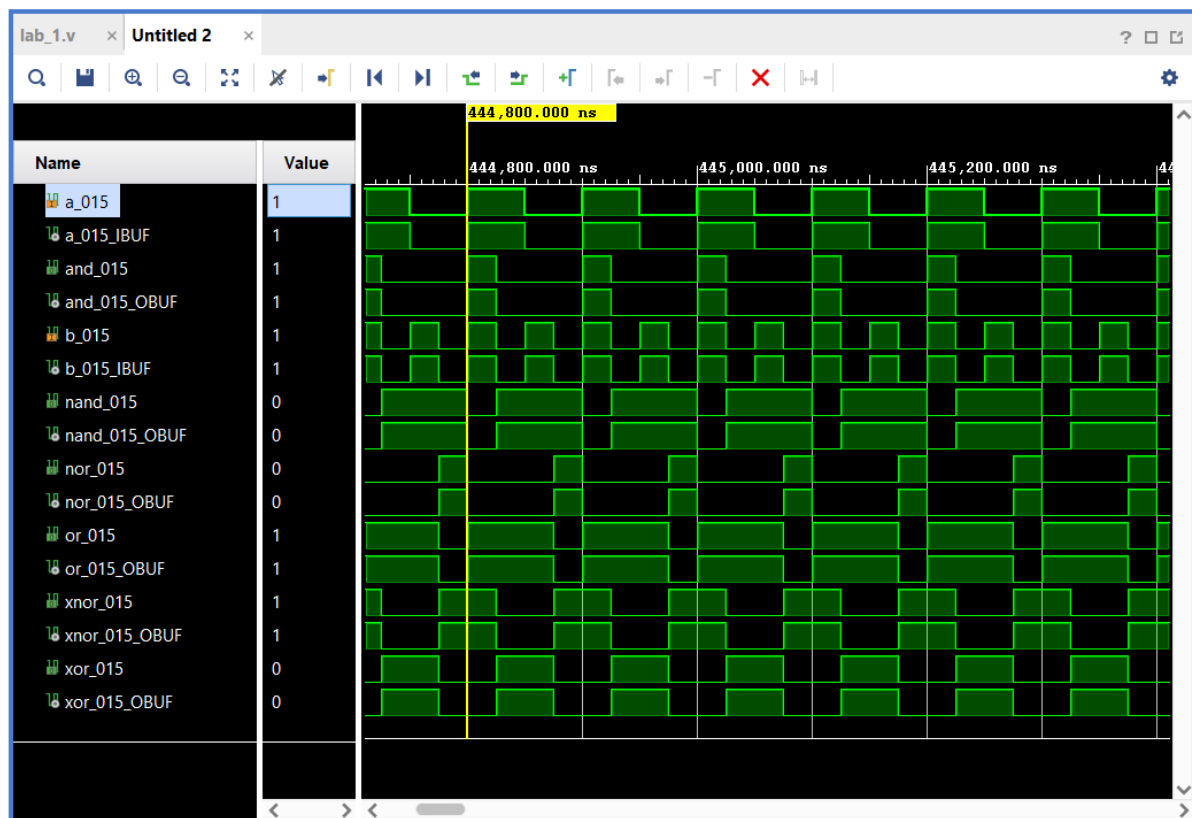 lab_1.v × Untitled 2 × ?
444,800.000 ns
Name Value 444,800.000 ns 445,000.000 ns 445,200.000 ns 44
a_015 1
a_015_IBUF 1
and_015 1
and_015_OBUF 1
b_015 1
b_015_IBUF 1
nand_015 0
nand_015_OBUF 0
nor_015 0
nor_015_OBUF 0
or_015 1
or_015_OBUF 1
xnor_015 1
xnor_015_OBUF 1
xor_015 0
xor_015_OBUF 0